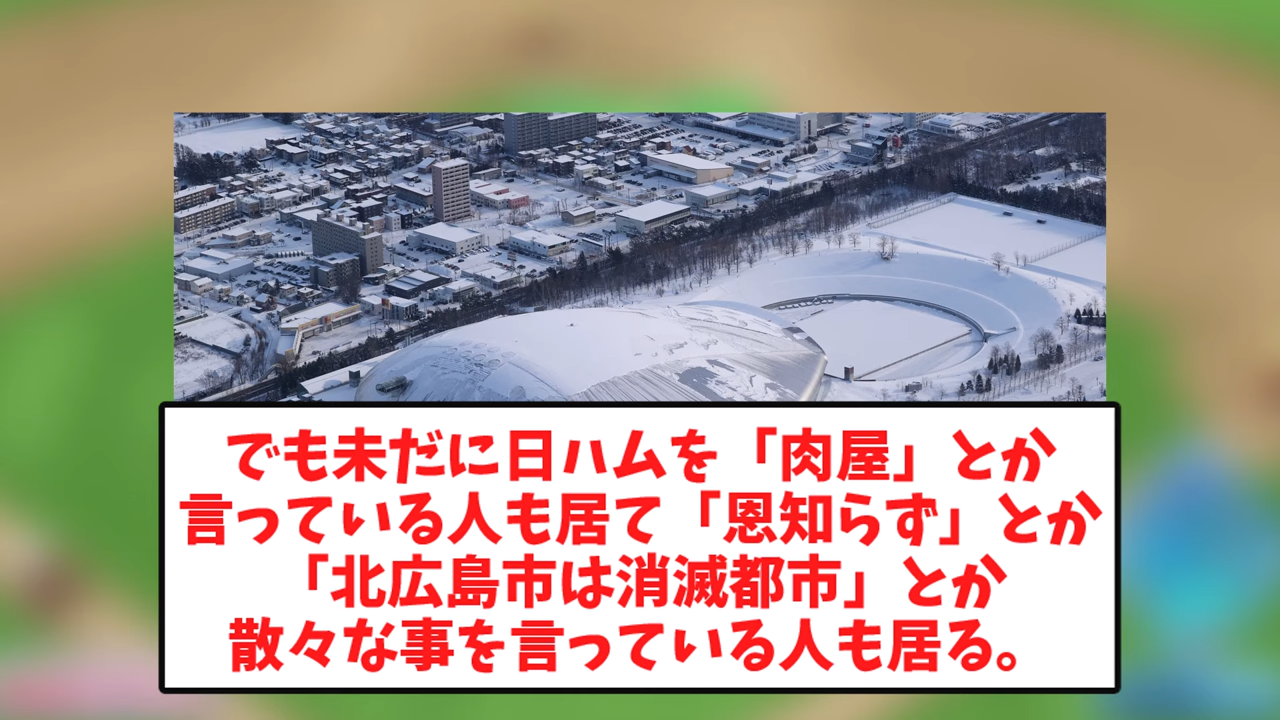 でも未だに日ハムを「肉屋」とか
言っている人も居て「恩知らず」とか
「北広島市は消滅都市」とか
散々な事を言っている人も居る。